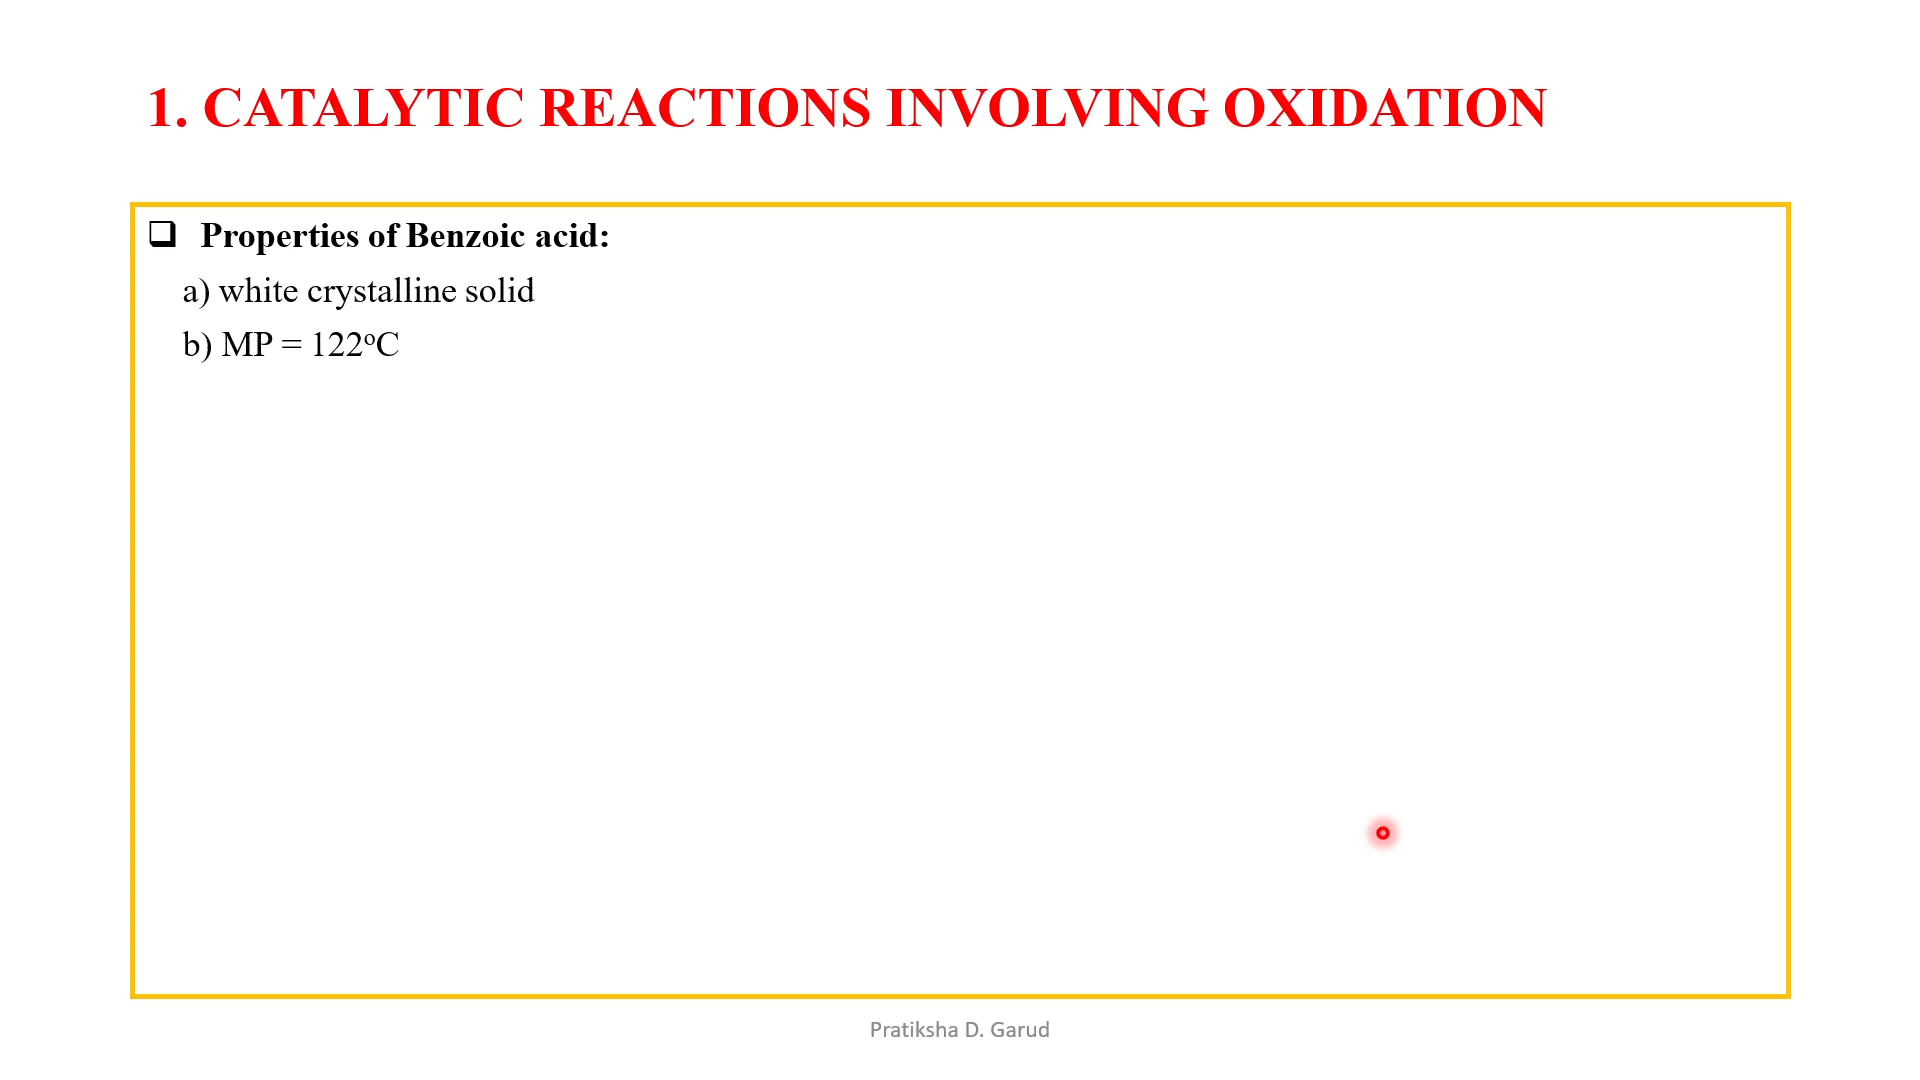 1. CATALYTIC REACTIONS INVOLVING OXIDATION
❑ Properties of Benzoic acid:
a) white crystalline solid
b) MP = 122ºC
Pratiksha D. Garud